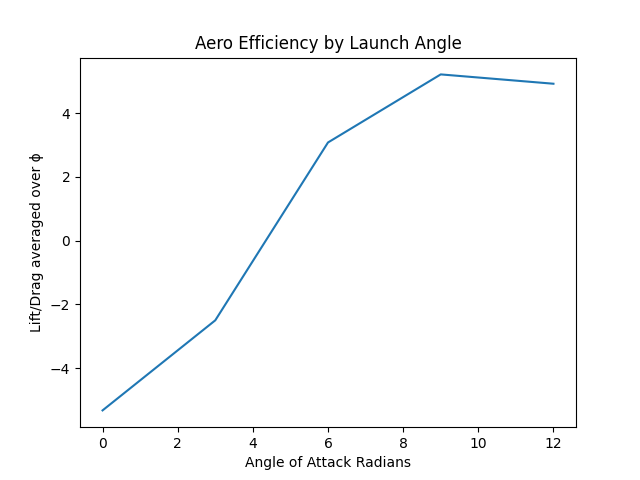 Aero Efficiency by Launch Angle
Lift/Drag averaged over ϕ
4
2
0
−2
−4
0 2 4 6 8 10 12
Angle of Attack Radians